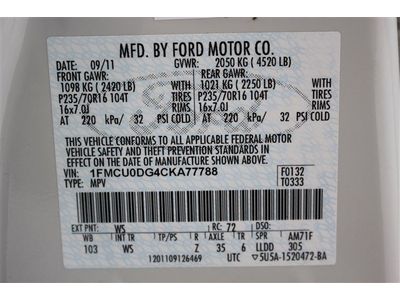 MFD. BY FORD MOTOR CO.
DATE: 09/11 GVWR: 2050 KG ( 4520 LB)
FRONT GAWR: REAR GAWR:
1098 KG ( 2420 LB) 1021 KG ( 2250 LB)
P235/70R16 104T TIRES P235/70R16 104T TIRES
16x7.0J RIMS 16x7.0J RIMS
AT 220 kPa/ 32 PSI COLD AT 220 kPa/ 32 PSI COLD
THIS VEHICLE CONFORMS TO ALL APPLICABLE FEDERAL MOTOR
VEHICLE SAFETY AND THEFT PREVENTION STANDARDS IN EFFECT
ON THE DATE OF MANUFACTURE SHOWN ABOVE.
VIN: 1FMCU0DG4CKA77788 F0132
TYPE: MPV T0333
EXT PNT: WS RC: 72 DSO:
WB INT TR TP/PS R AXLE TR SPR AM71F
103 WS Z 35 6 LLDD 305
1201109126469 UTC 5U5A-1520472-BA